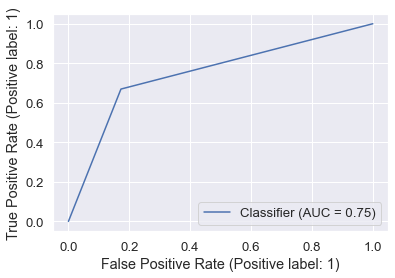 True Positive Rate (Positive label: 1)
1.0
0.8
0.6
0.4
0.2
0.0
Classifier (AUC = 0.75)
0.0 0.2 0.4 0.6 0.8 1.0
False Positive Rate (Positive label: 1)